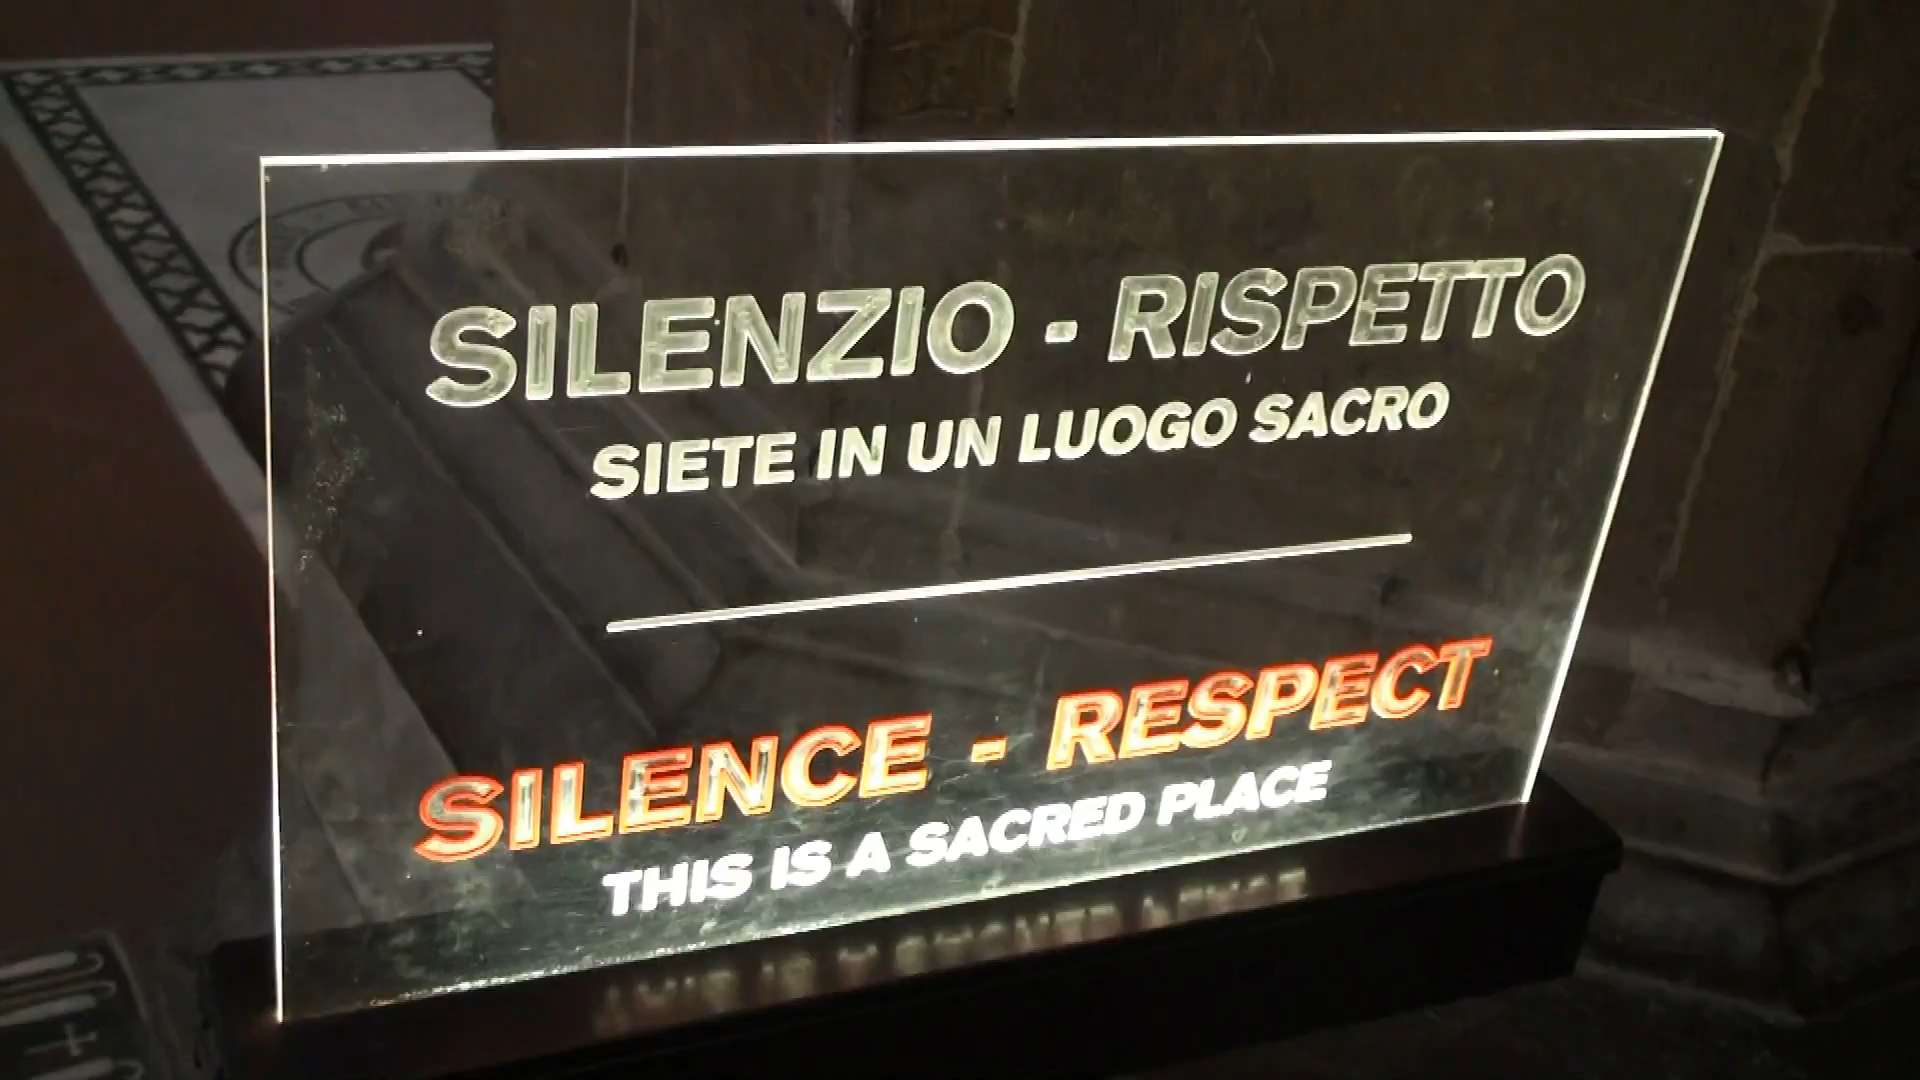 SILENZIO - RISPETTO
SIETE IN UN LUOGO SACRO
SILENCE - RESPECT
THIS IS A SACRED PLACE